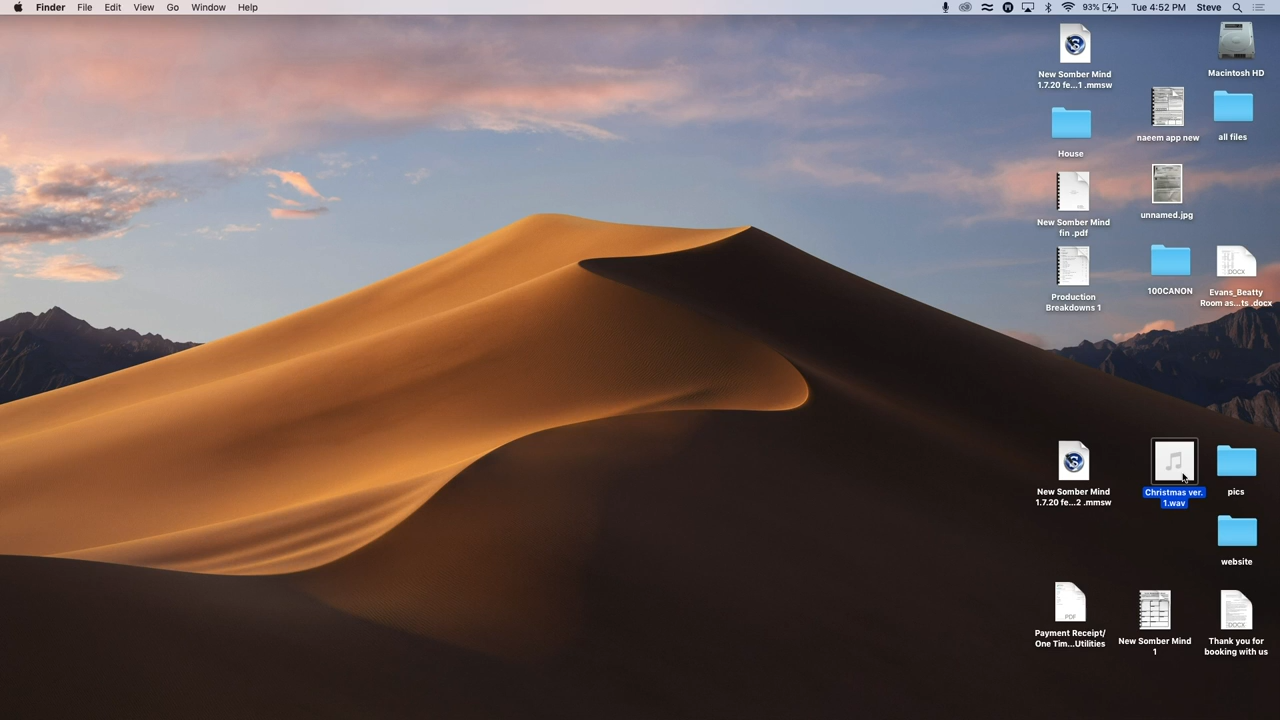 Finder File Edit View Go Window Help 93% Tue 4:52 PM Steve
New Somber Mind
1.7.20 fe...1 .mmsw
Macintosh HD
House
naeem app new
all files
New Somber Mind
fin .pdf
unnamed.jpg
Production
Breakdowns 1
100CANON
DOCX
Evans_Beatty
Room as...ts .docx
New Somber Mind
1.7.20 fe...2 .mmsw
Christmas ver.
1.wav
pics
website
PDF
Payment Receipt/
One Tim...Utilities
New Somber Mind
1
DOCX
Thank you for
booking with us